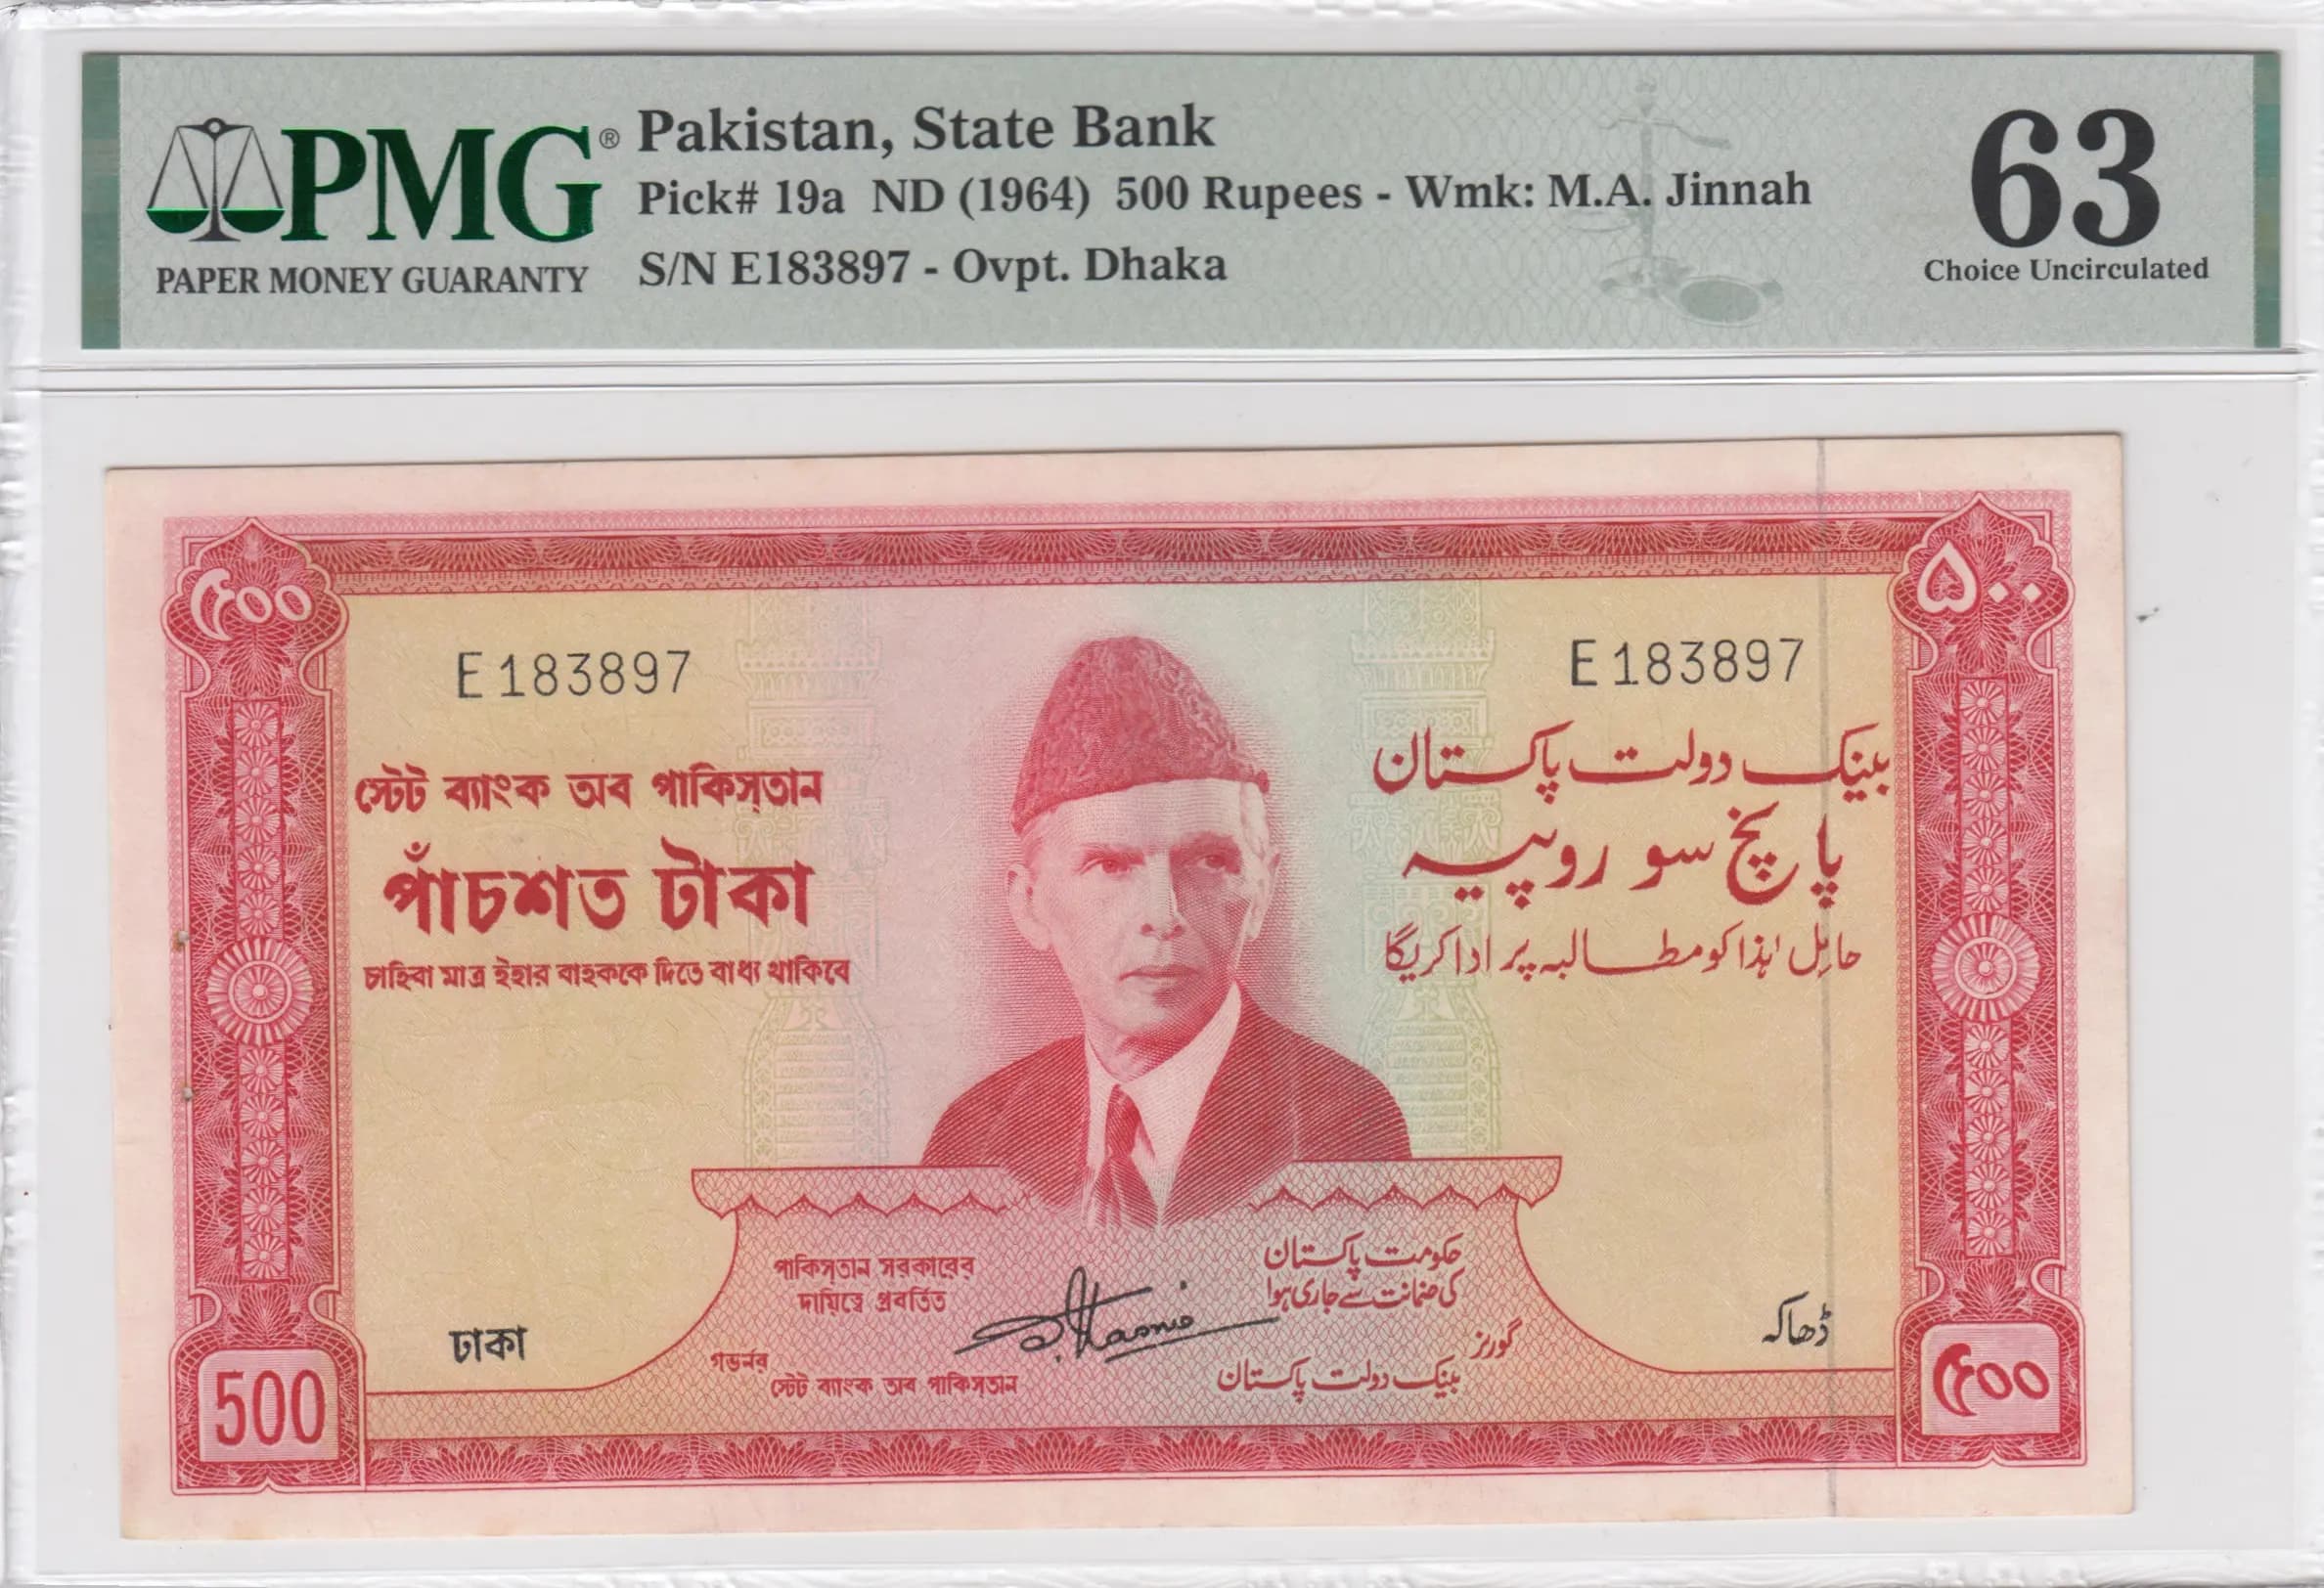 PMG®
PAPER MONEY GUARANTY
Pakistan, State Bank
Pick# 19a ND (1964) 500 Rupees - Wmk: M.A. Jinnah
S/N E183897 - Ovpt. Dhaka
63
Choice Uncirculated
৫০০
۵۰۰
E183897
E183897
স্টেট ব্যাংক অব পাকিস্তান
পাঁচশত টাকা
চাহিবা মাত্র ইহার বাহককে দিতে বাধ্য থাকিবে
بینک دولت پاکستان
پانچ سو روپیہ
حامِل ہٰذا کو مطالبہ پر ادا کریگا
পাকিস্তান সরকারের
দায়িত্বে প্রবর্তিত
حکومت پاکستان
کی ضمانت سے جاری ہوا
গভর্নর
স্টেট ব্যাংক অব পাকিস্তান
گورنر
بینک دولت پاکستان
ঢাকা
ڈھاکہ
500
৫০০